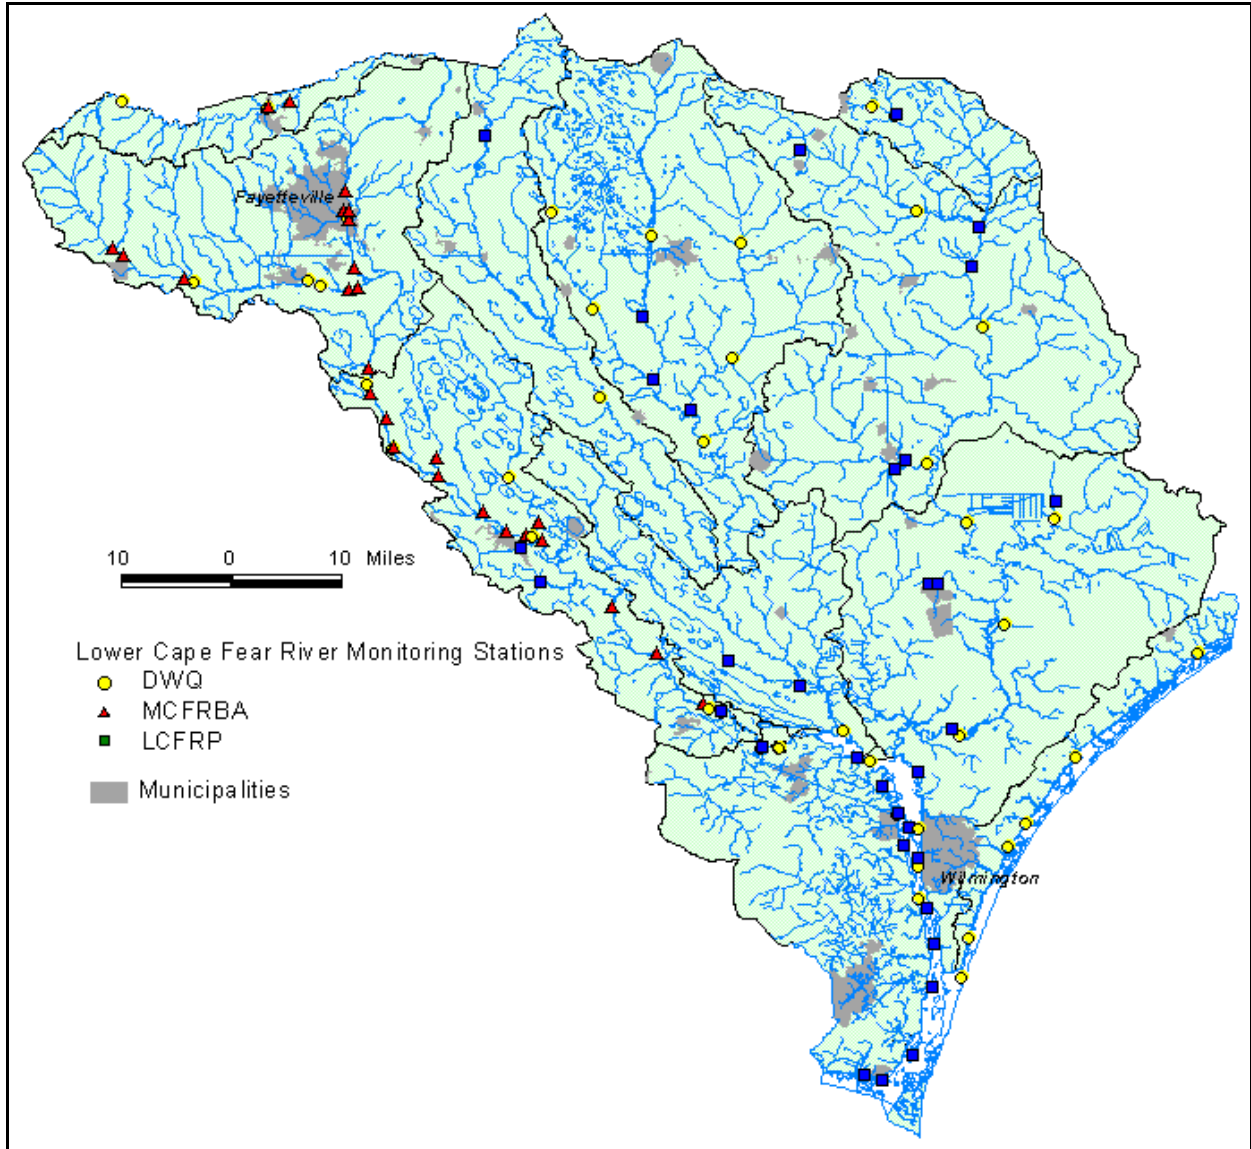 Fayetteville
10 0 10 Miles
Lower Cape Fear River Monitoring Stations
DWQ
MCFRBA
LCFRP
Municipalities
Wilmington